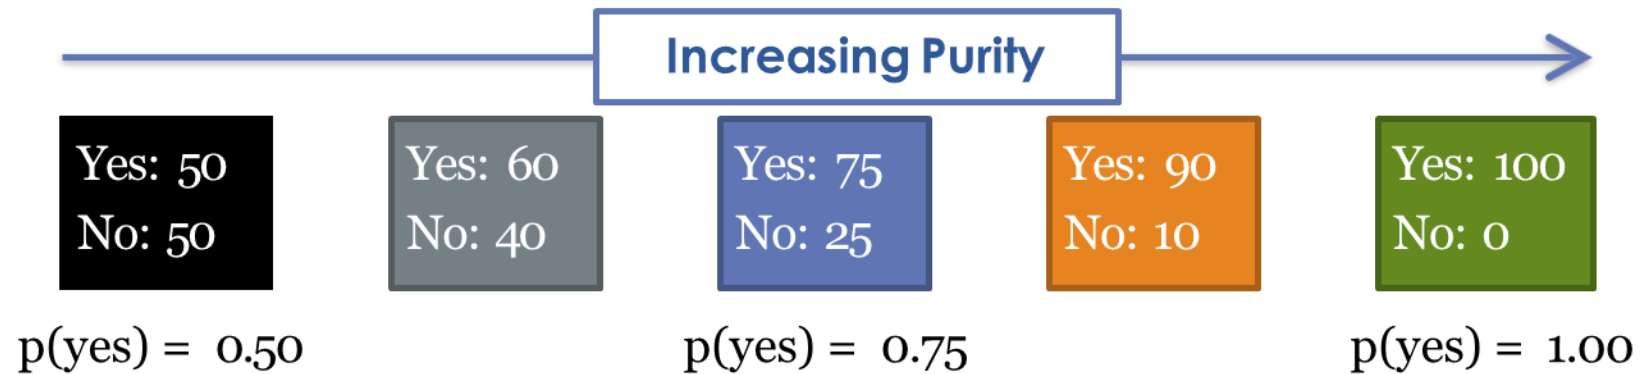 Increasing Purity
Yes: 50
No: 50
Yes: 60
No: 40
Yes: 75
No: 25
Yes: 90
No: 10
Yes: 100
No: 0
p(yes) = 0.50
p(yes) = 0.75
p(yes) = 1.00